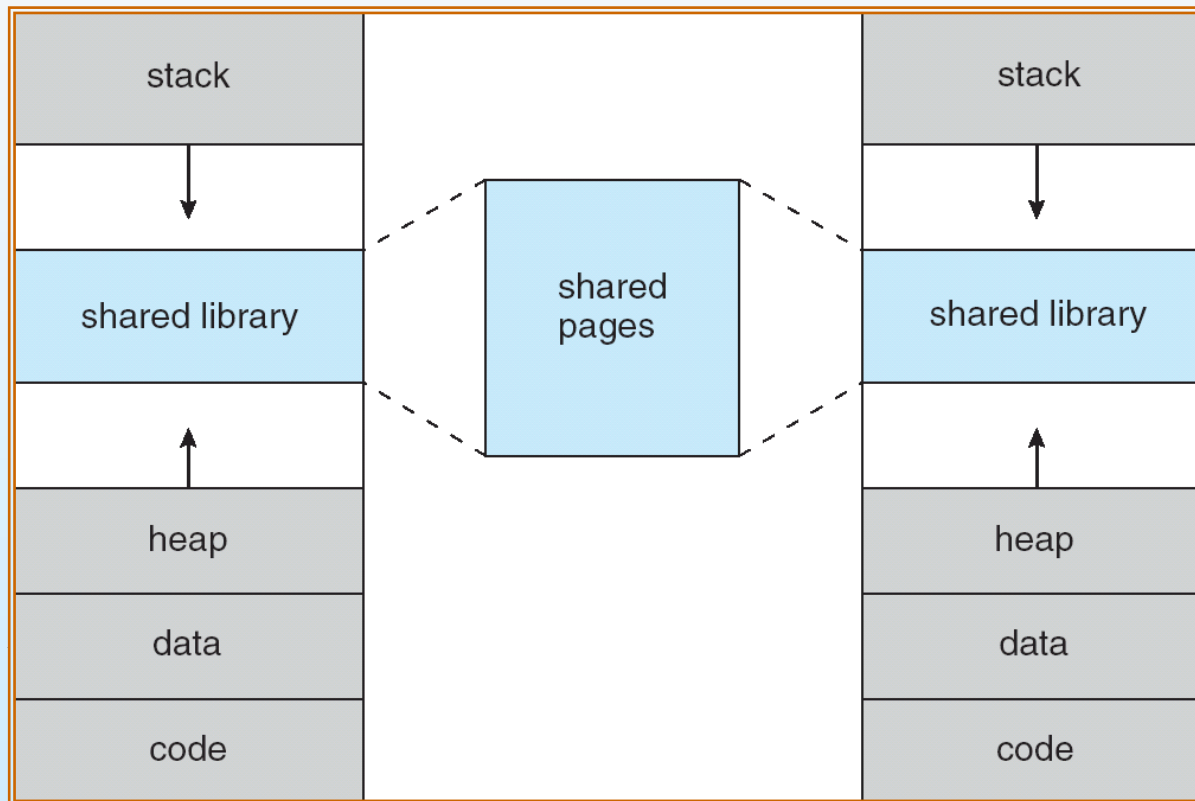 stack
shared library
heap
data
code
shared
pages
stack
shared library
heap
data
code